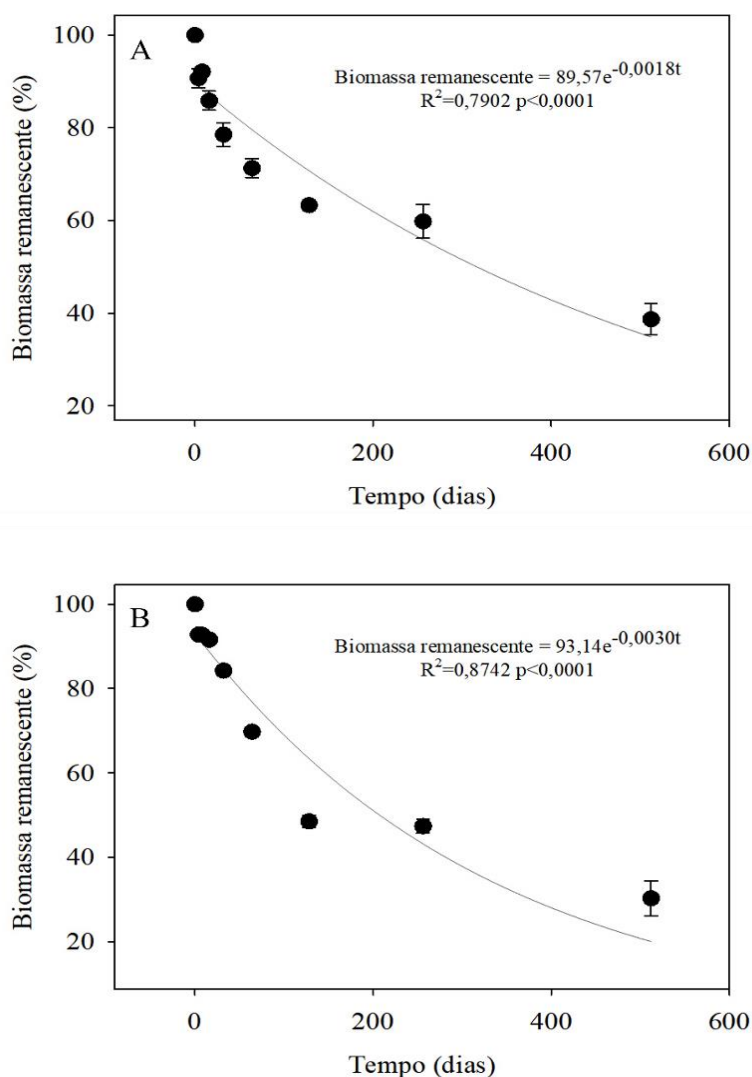 A
Biomassa remanescente = 89,57e^-0,0018t
R²=0,7902 p<0,0001
Biomassa remanescente (%)
100
80
60
40
20
0
200
400
600
Tempo (dias)
B
Biomassa remanescente = 93,14e^-0,0030t
R²=0,8742 p<0,0001
Biomassa remanescente (%)
100
80
60
40
20
0
200
400
600
Tempo (dias)